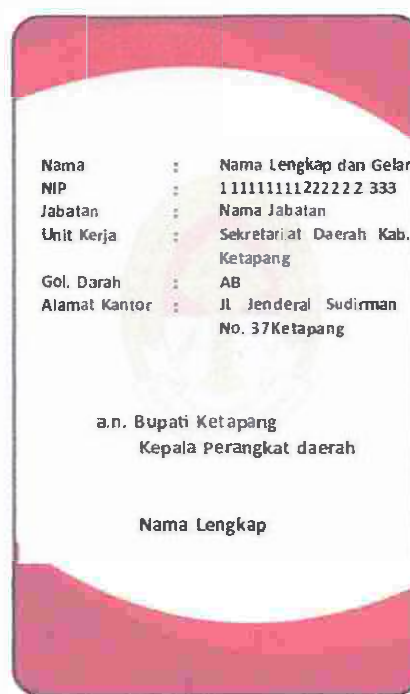 Nama : Nama Lengkap dan Gelar
NIP : 111111111222222 333
Jabatan : Nama Jabatan
Unit Kerja : Sekretariat Daerah Kab.
Ketapang
Gol. Darah : AB
Alamat Kantor : Jl Jenderal Sudirman
No. 37Ketapang
a.n. Bupati Ketapang
Kepala Perangkat daerah
Nama Lengkap